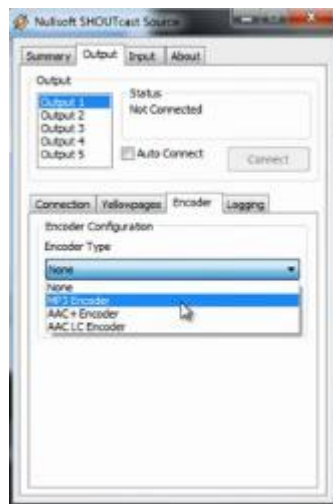 Nullsoft SHOUTcast Source
Summary Output Input About
Output
Output 1
Output 2
Output 3
Output 4
Output 5
Status
Not Connected
Auto Connect
Connect
Connection Yellowpages Encoder Logging
Encoder Configuration
Encoder Type
None
None
MP3 Encoder
AAC+ Encoder
AAC LC Encoder